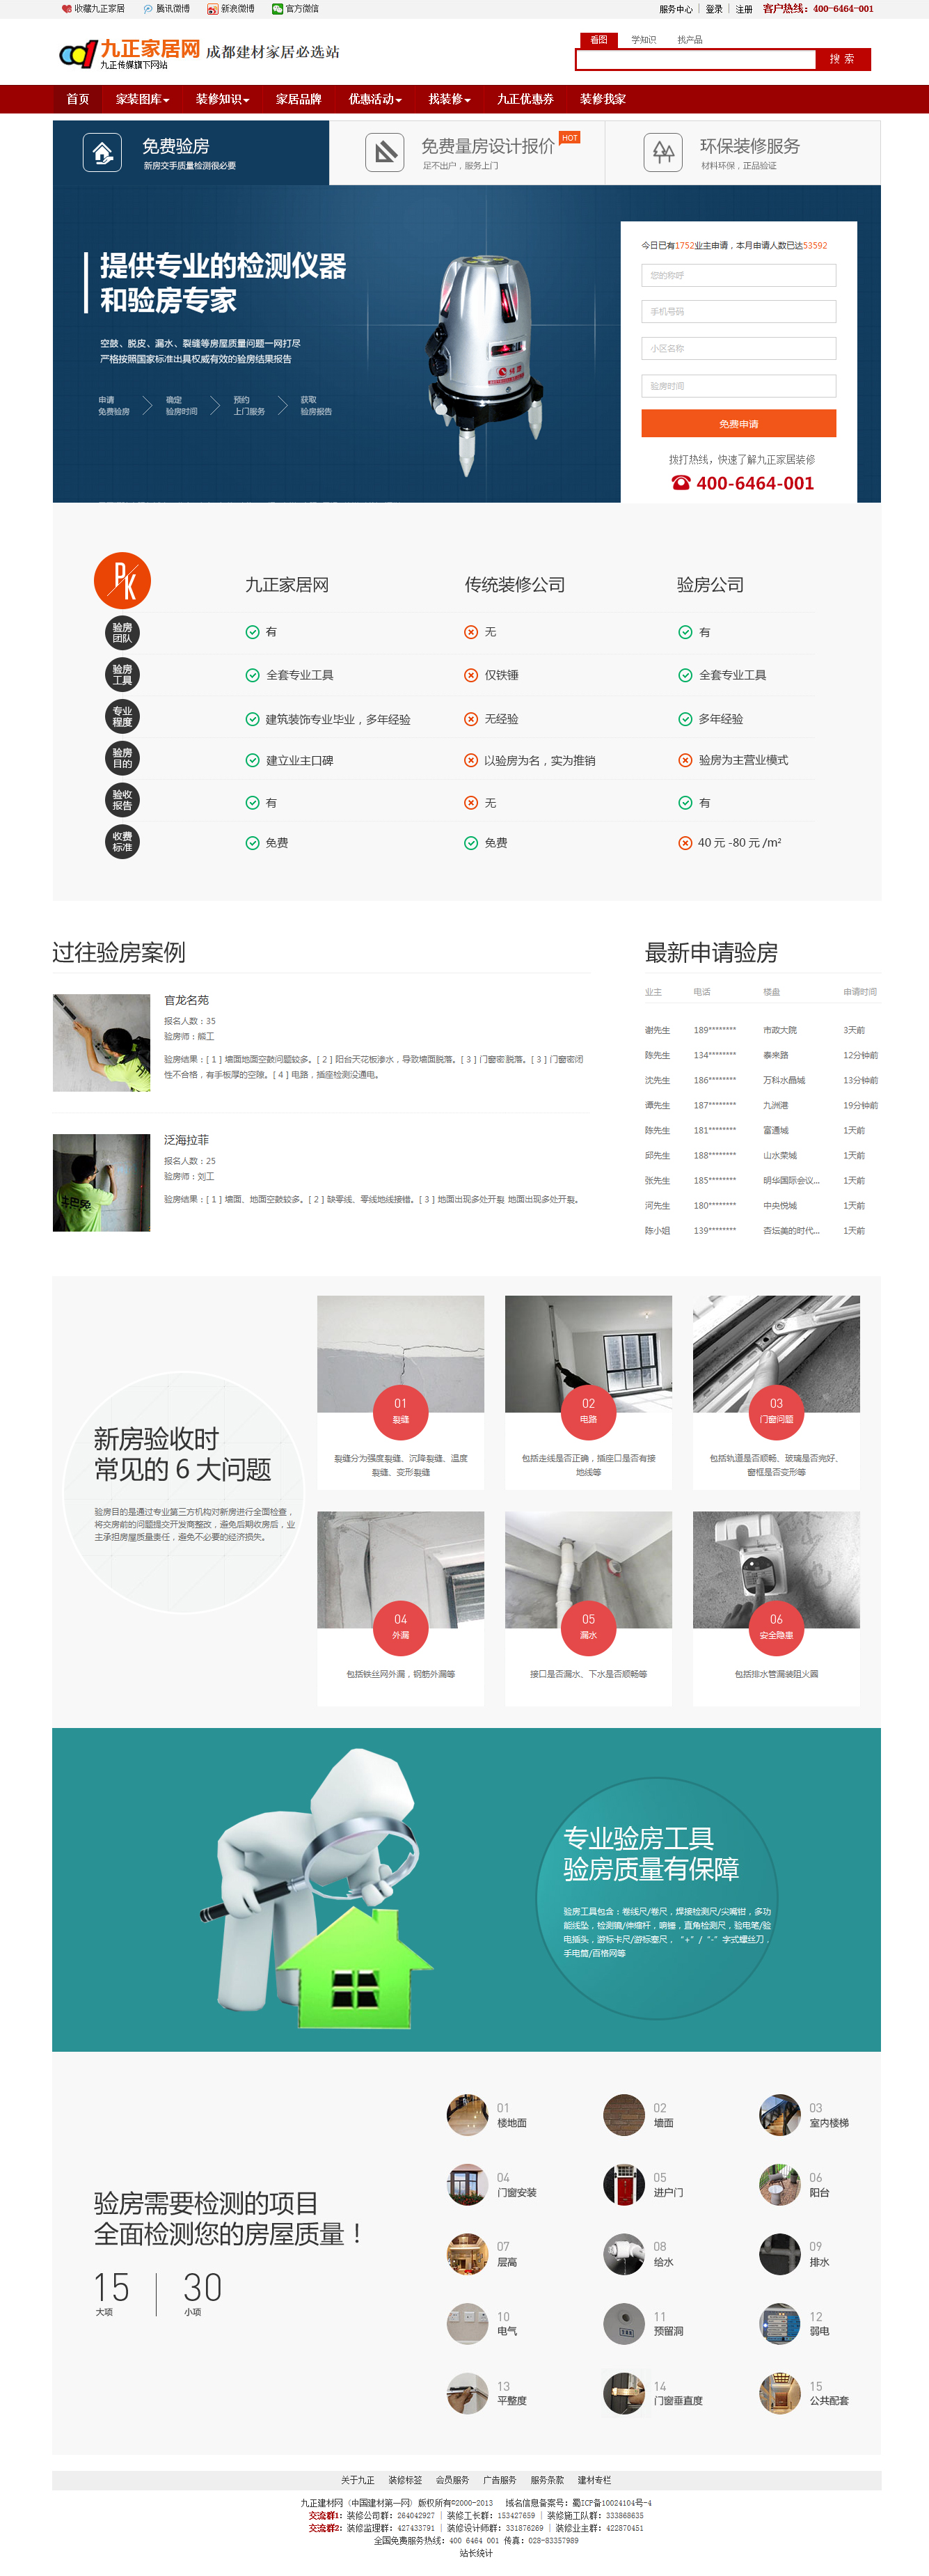 收藏九正家居 腾讯微博 新浪微博 官方微信
服务中心 | 登录 | 注册 客户热线：400-6464-001
九正家居网
九正传媒旗下网站
成都建材家居必选站
看图 学知识 找产品
搜 索
首页 家装图库 装修知识 家居品牌 优惠活动 找装修 九正优惠券 装修我家
免费验房
新房交手质量检测很必要
免费量房设计报价 HOT
足不出户，服务上门
环保装修服务
材料环保，正品验证
提供专业的检测仪器
和验房专家
空鼓、脱皮、漏水、裂缝等房屋质量问题一网打尽
严格按照国家标准出具权威有效的验房结果报告
申请 确定 预约 获取
免费验房 验房时间 上门服务 验房报告
今日已有1752业主申请，本月申请人数已达53592
您的称呼
手机号码
小区名称
验房时间
免费申请
拨打热线，快速了解九正家居装修
400-6464-001
PK 九正家居网 传统装修公司 验房公司
验房
团队
有 无 有
验房
工具
全套专业工具 仅铁锤 全套专业工具
专业
程度
建筑装饰专业毕业，多年经验 无经验 多年经验
验房
目的
建立业主口碑 以验房为名，实为推销 验房为主营业模式
验收
报告
有 无 有
收费
标准
免费 免费 40 元 -80 元 /m²
过往验房案例
官龙名苑
报名人数：35
验房师：熊工
验房结果：[ 1 ] 墙面地面空数问题较多。[ 2 ] 阳台天花板渗水，导致墙面脱落。[ 3 ] 门窗密 脱落。[ 3 ] 门窗密闭
性不合格，有手板厚的空隙。[ 4 ] 电路，插座检测没通电。
泛海拉菲
报名人数：25
验房师：刘工
验房结果：[ 1 ] 墙面、地面空数较多。[ 2 ] 缺零线、零线地线接错。[ 3 ] 地面出现多处开裂 地面出现多处开裂。
最新申请验房
业主 电话 楼盘 申请时间
谢先生 189******** 市政大院 3天前
陈先生 134******** 泰来路 12分钟前
沈先生 186******** 万科水晶城 13分钟前
谭先生 187******** 九洲港 19分钟前
陈先生 181******** 富通城 1天前
邱先生 188******** 山水荣城 1天前
张先生 185******** 明华国际会议... 1天前
河先生 180******** 中央悦城 1天前
陈小姐 139******** 杏坛美的时代... 1天前
新房验收时
常见的 6 大问题
验房目的是通过专业第三方机构对新房进行全面检查，
将交房前的问题提交开发商整改，避免后期收房后，业
主承担房屋质量责任，避免不必要的经济损失。
01
裂缝
裂缝分为强度裂缝、沉降裂缝、温度
裂缝、变形裂缝
02
电路
包括走线是否正确，插座口是否有接
地线等
03
门窗问题
包括轨道是否顺畅、玻璃是否完好、
窗框是否变形等
04
外漏
包括铁丝网外漏，钢筋外漏等
05
漏水
接口是否漏水、下水是否顺畅等
06
安全隐患
包括排水管漏装阻火圈
专业验房工具
验房质量有保障
验房工具包含：卷线尺/卷尺，焊接检测尺/尖嘴钳，多功
能线坠，检测镜/伸缩杆，响锤，直角检测尺，验电笔/验
电插头，游标卡尺/游标塞尺，“+” / “-” 字式螺丝刀，
手电筒/百格网等
验房需要检测的项目
全面检测您的房屋质量！
15 30
大项 小项
01
楼地面
02
墙面
03
室内楼梯
04
门窗安装
05
进户门
06
阳台
07
层高
08
给水
09
排水
10
电气
11
预留洞
12
弱电
13
平整度
14
门窗垂直度
15
公共配套
关于九正 装修标签 会员服务 广告服务 服务条款 建材专栏
九正建材网（中国建材第一网）版权所有©2000-2013 域名信息备案号：蜀ICP备10024104号-4
交流群1：装修公司群：264042927 | 装修工长群：153427659 | 装修施工队群：333868635
交流群2：装修监理群：427433791 | 装修设计师群：331876269 | 装修业主群：422870451
全国免费服务热线：400 6464 001 传真：028-83357989
站长统计